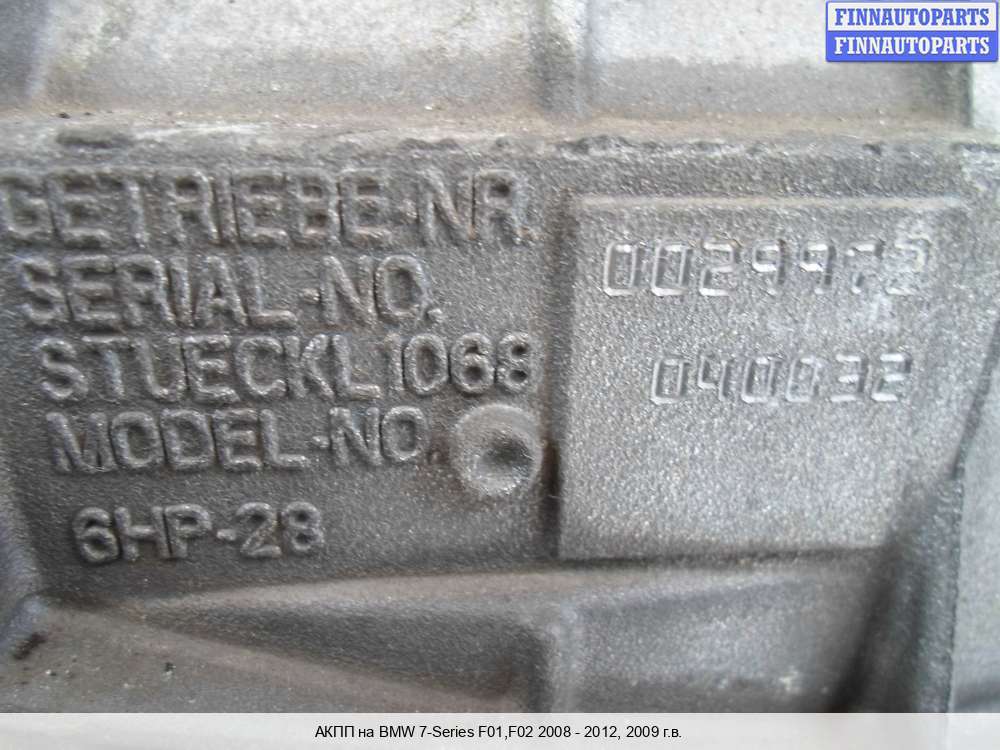 FINNAUTOPARTS
FINNAUTOPARTS
GETRIEBE-NR.
SERIAL-NO.
0029972
STUECKL 1068
040032
MODEL-NO.
6HP-28
АКПП на BMW 7-Series F01,F02 2008 - 2012, 2009 г.в.